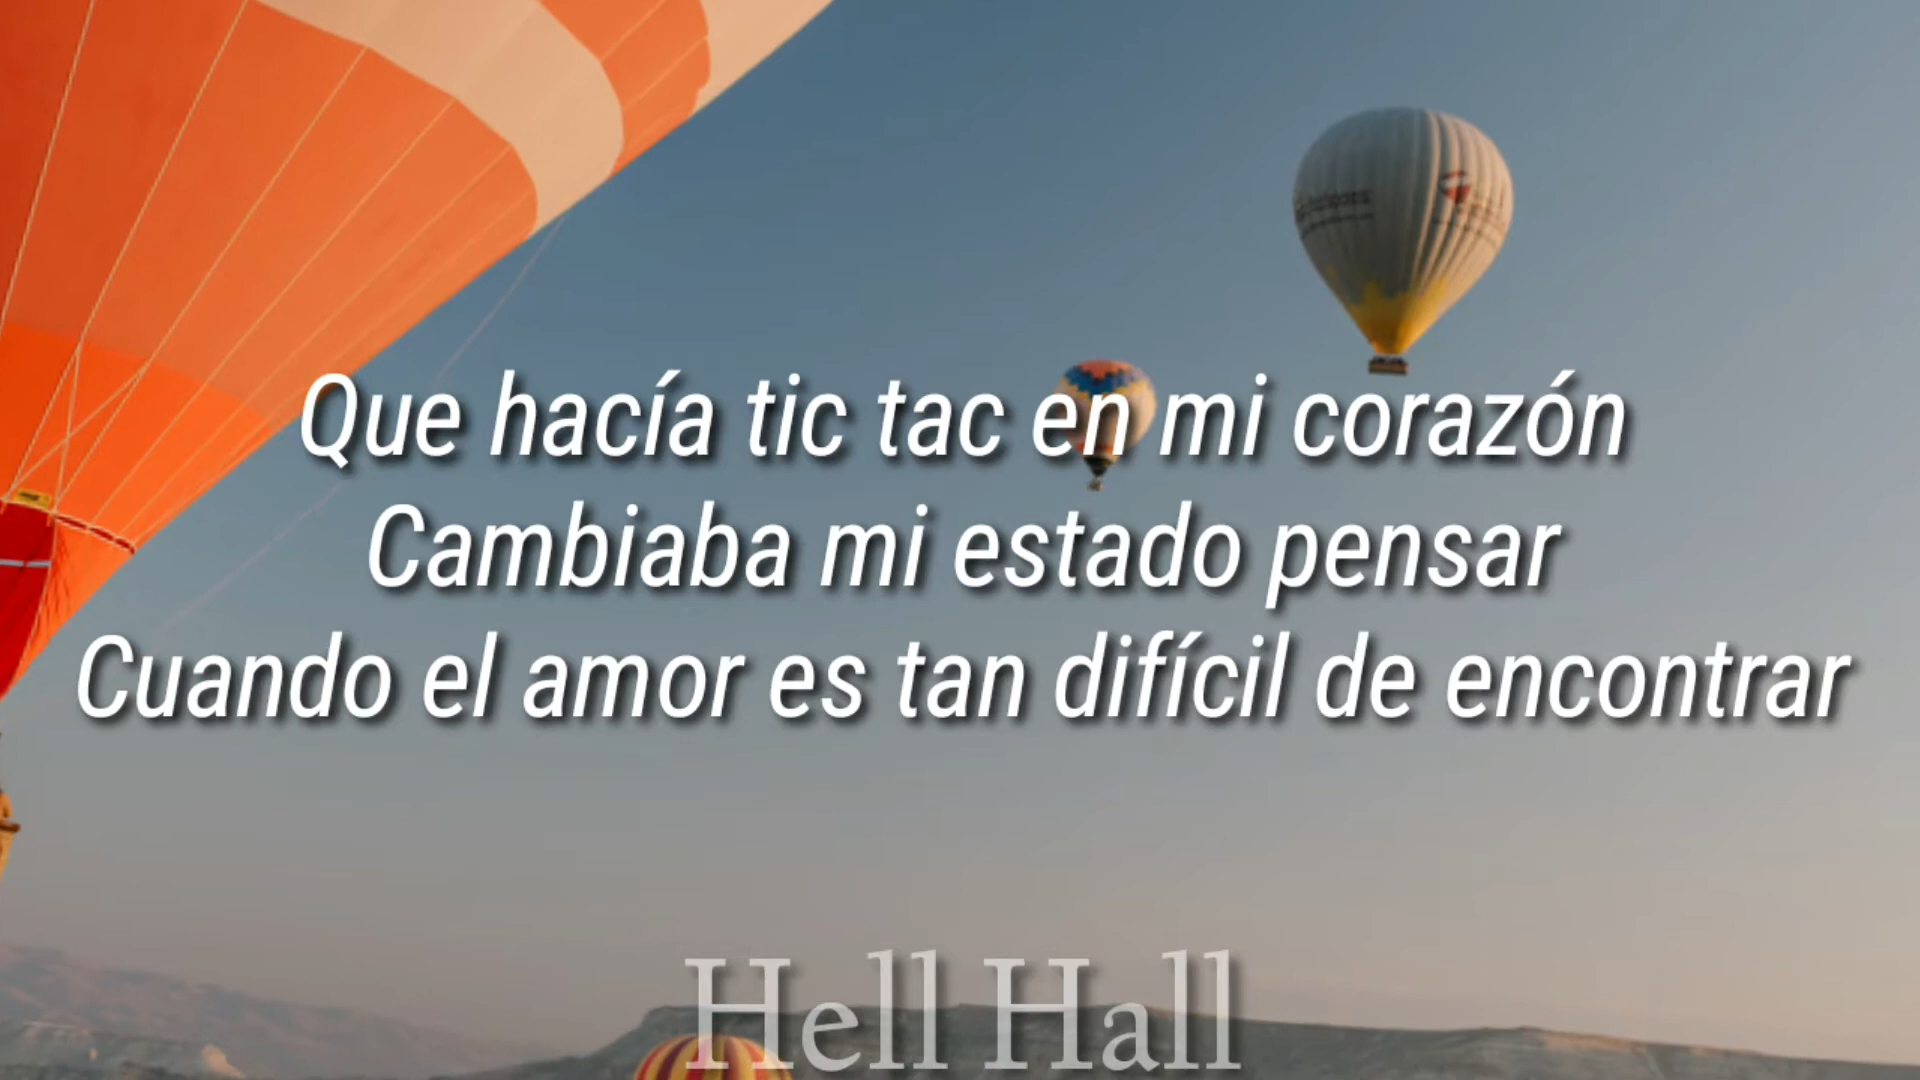 Que hacía tic tac en mi corazón
Cambiaba mi estado pensar
Cuando el amor es tan difícil de encontrar
Hell Hall